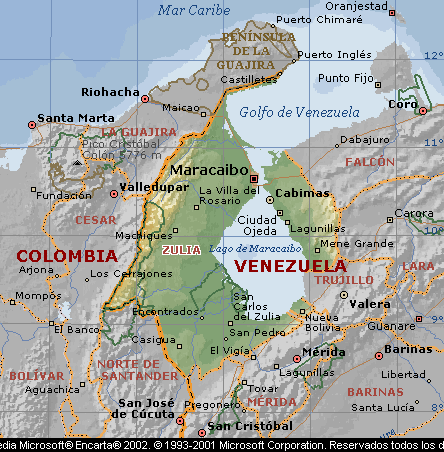 Mar Caribe
Oranjestad
Puerto Chimaré
PENÍNSULA
DE LA
GUAJIRA
Puerto Inglés
12°
Castilletes
Punto Fijo
Riohacha
Maicao
Golfo de Venezuela
Coro
Santa Marta
LA GUAJIRA
Pico Cristóbal
Colón 5776 m
Dabajuro
11°
FALCÓN
Maracaibo
Fundación
Valledupar
La Villa del
Rosario
Cabimas
CESAR
Ciudad
Ojeda
Carora
Lagunillas
10°
Machiques
ZULIA
Lago de Maracaibo
Mene Grande
COLOMBIA
VENEZUELA
LARA
Arjona
Los Cerrajones
TRUJILLO
Mompós
San
Carlos
del Zulia
Valera
Encontrados
Nueva
Bolivia
Guanare
9°
El Banco
San Pedro
Casigua
El Vigía
Mérida
Barinas
NORTE DE
SANTANDER
BOLÍVAR
Aguachica
Lagunillas
Libertad
Tovar
BARINAS
San José
de Cúcuta
Pregonero
MÉRIDA
Santa Lucía
San Cristóbal
8°
edia Microsoft® Encarta® 2002. © 1993-2001 Microsoft Corporation. Reservados todos los d